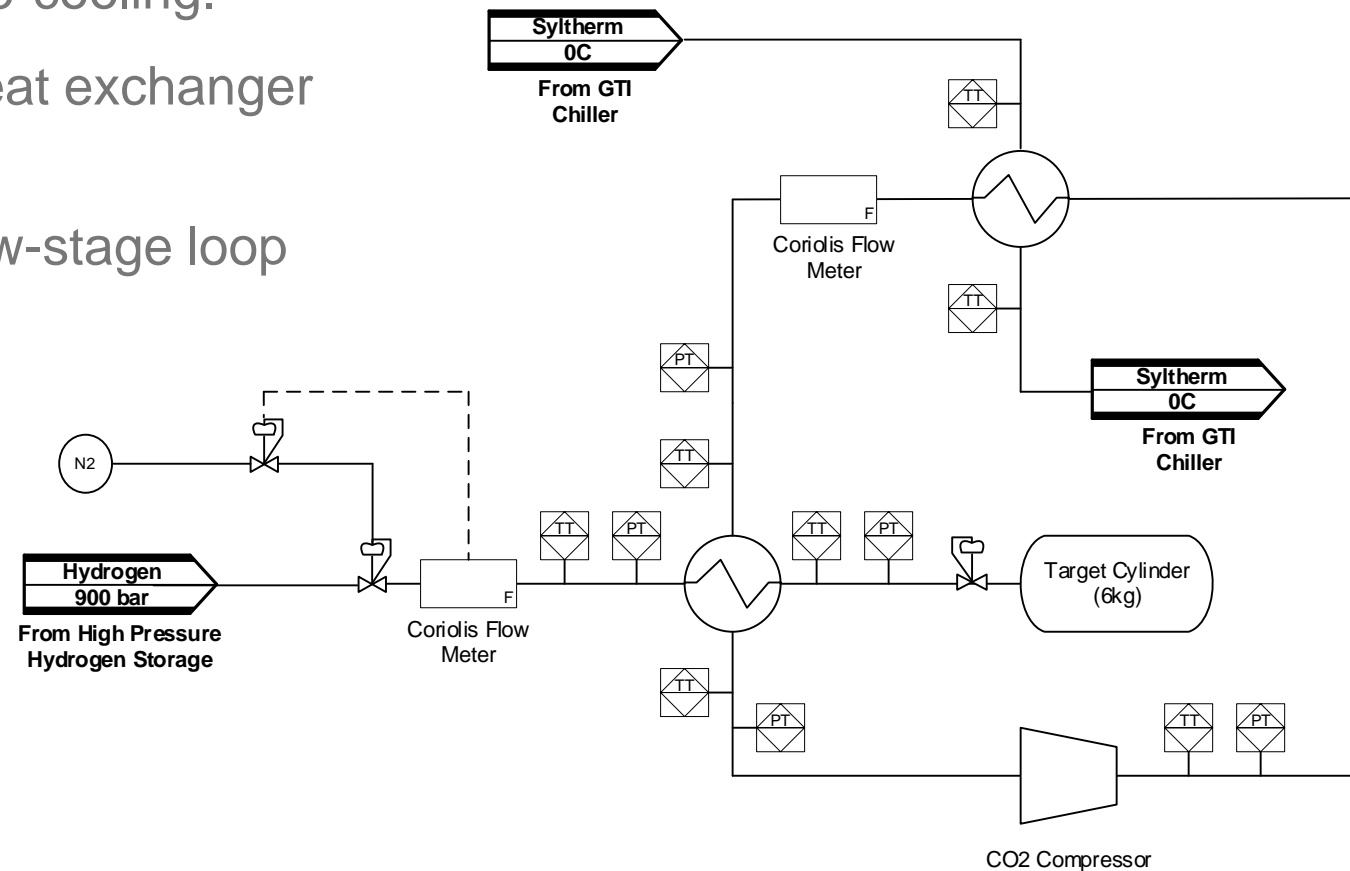 cooling.
eat exchanger
w-stage loop
Syltherm
0C
From GTI
Chiller
TT
F
Coriolis Flow
Meter
TT
PT
Syltherm
0C
From GTI
Chiller
TT
N2
TT
PT
TT
PT
Hydrogen
900 bar
From High Pressure
Hydrogen Storage
F
Coriolis Flow
Meter
Target Cylinder
(6kg)
TT
PT
TT
PT
CO2 Compressor